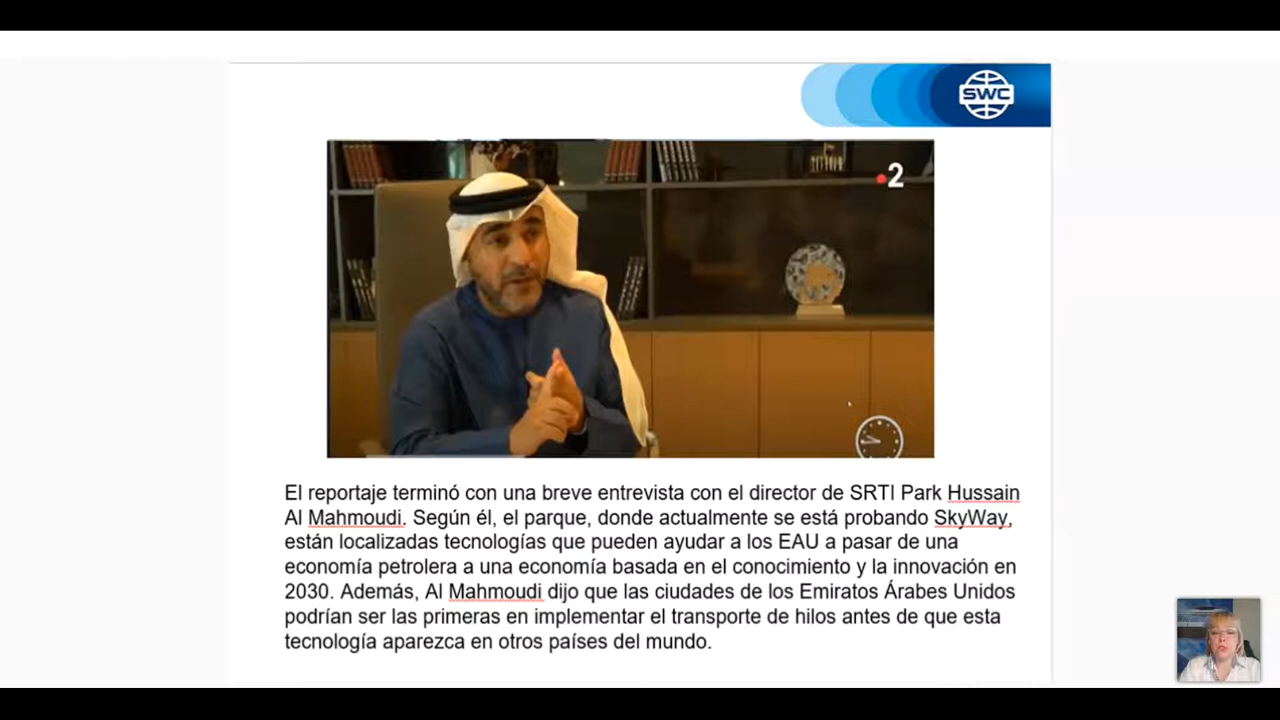 SWC
2
El reportaje terminó con una breve entrevista con el director de SRTI Park Hussain
Al Mahmoudi. Según él, el parque, donde actualmente se está probando SkyWay,
están localizadas tecnologías que pueden ayudar a los EAU a pasar de una
economía petrolera a una economía basada en el conocimiento y la innovación en
2030. Además, Al Mahmoudi dijo que las ciudades de los Emiratos Árabes Unidos
podrían ser las primeras en implementar el transporte de hilos antes de que esta
tecnología aparezca en otros países del mundo.